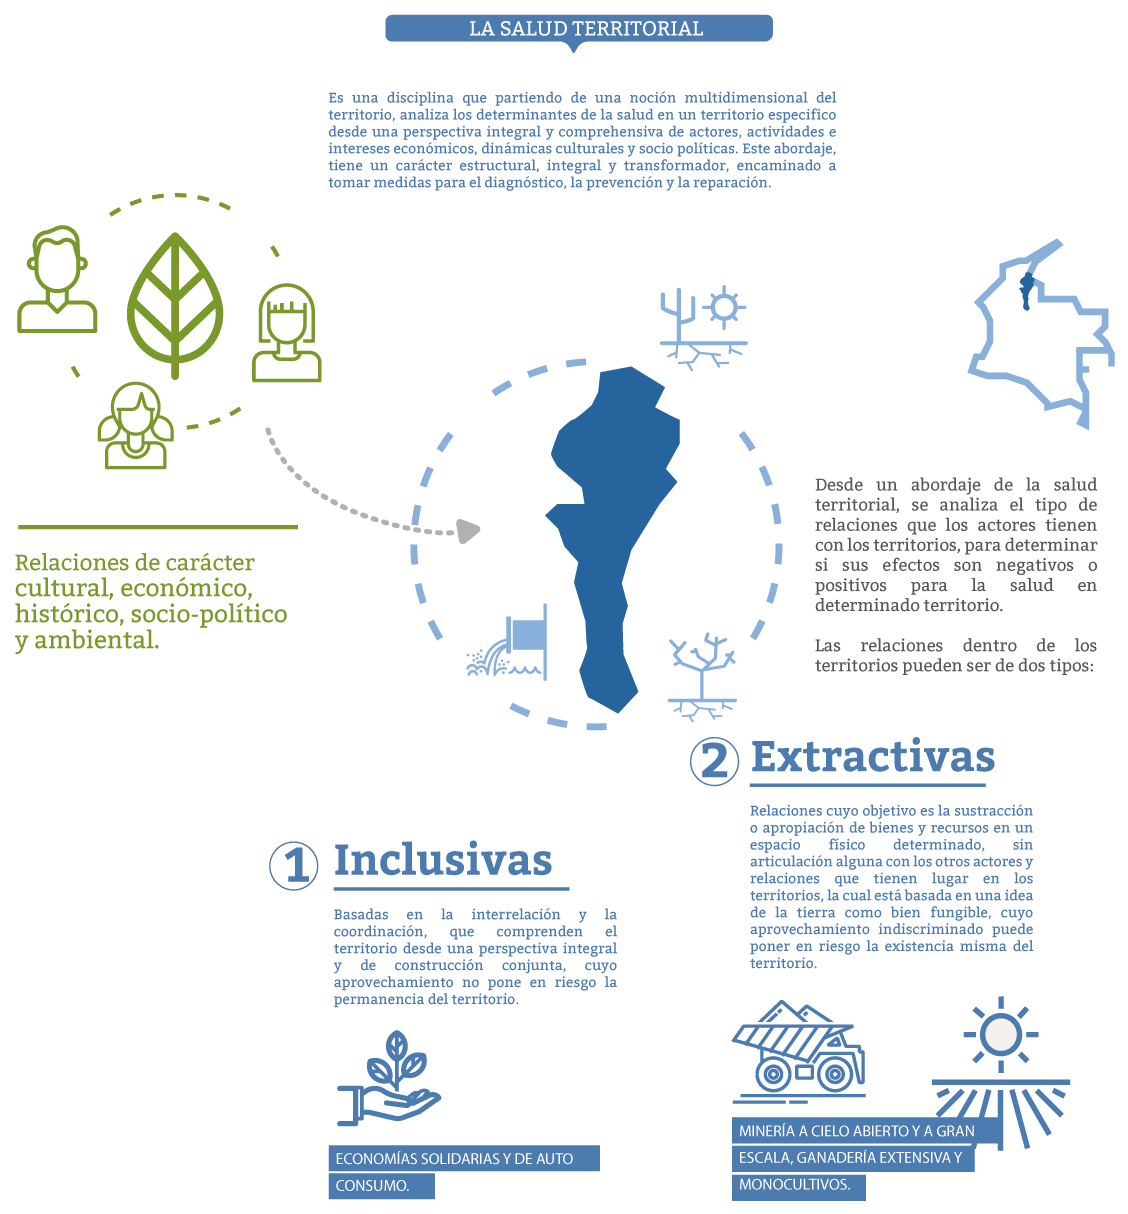 LA SALUD TERRITORIAL
Es una disciplina que partiendo de una noción multidimensional del
territorio, analiza los determinantes de la salud en un territorio especifico
desde una perspectiva integral y comprehensiva de actores, actividades e
intereses económicos, dinámicas culturales y socio políticas. Este abordaje,
tiene un carácter estructural, integral y transformador, encaminado a
tomar medidas para el diagnóstico, la prevención y la reparación.
Relaciones de carácter
cultural, económico,
histórico, socio-político
y ambiental.
Desde un abordaje de la salud
territorial, se analiza el tipo de
relaciones que los actores tienen
con los territorios, para determinar
si sus efectos son negativos o
positivos para la salud en
determinado territorio.
Las relaciones dentro de los
territorios pueden ser de dos tipos:
1 Inclusivas
Basadas en la interrelación y la
coordinación, que comprenden el
territorio desde una perspectiva integral
y de construcción conjunta, cuyo
aprovechamiento no pone en riesgo la
permanencia del territorio.
ECONOMÍAS SOLIDARIAS Y DE AUTO
CONSUMO.
2 Extractivas
Relaciones cuyo objetivo es la sustracción
o apropiación de bienes y recursos en un
espacio físico determinado, sin
articulación alguna con los otros actores y
relaciones que tienen lugar en los
territorios, la cual está basada en una idea
de la tierra como bien fungible, cuyo
aprovechamiento indiscriminado puede
poner en riesgo la existencia misma del
territorio.
MINERÍA A CIELO ABIERTO Y A GRAN
ESCALA, GANADERÍA EXTENSIVA Y
MONOCULTIVOS.